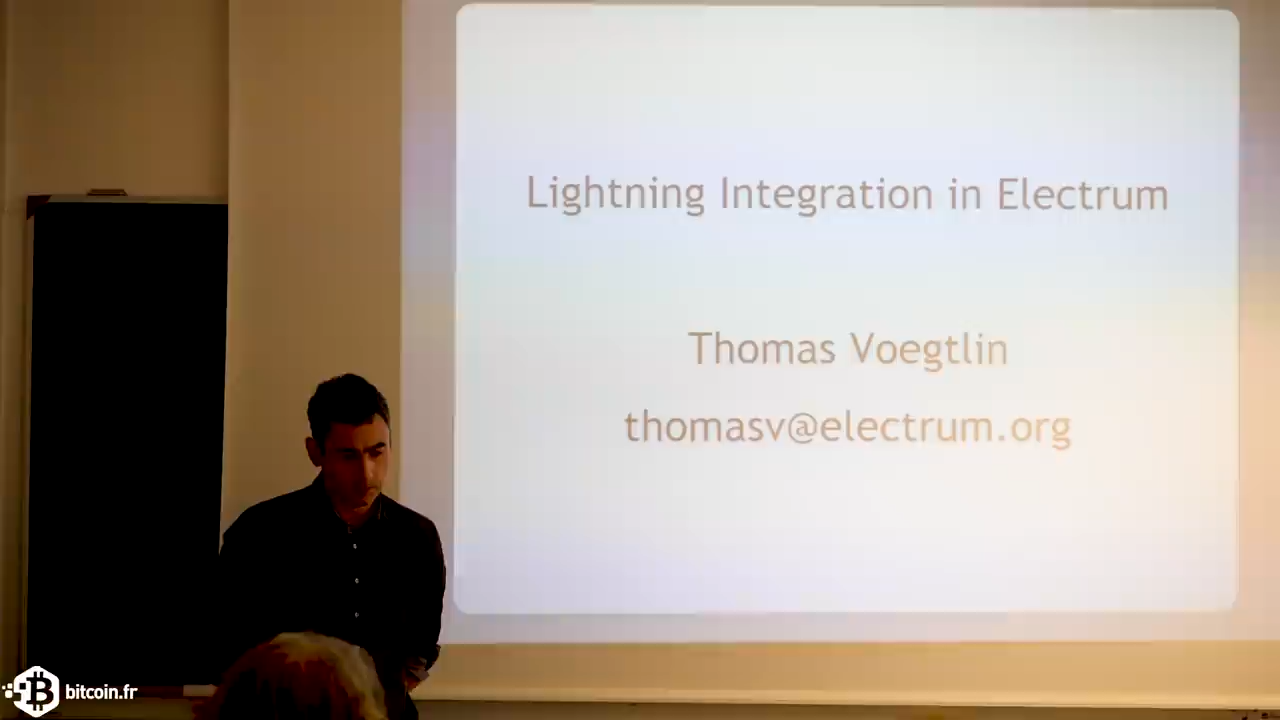 Lightning Integration in Electrum
Thomas Voegtlin
thomasv@electrum.org
bitcoin.fr